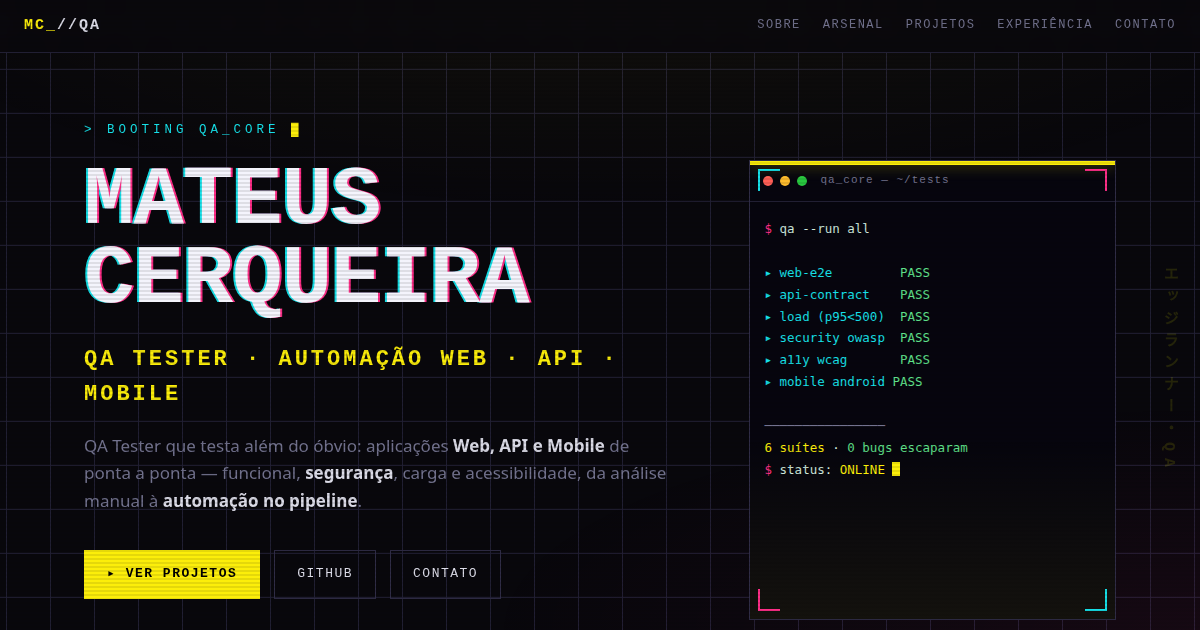 MC_//QA
SOBRE ARSENAL PROJETOS EXPERIÊNCIA CONTATO
> BOOTING QA_CORE
MATEUS
CERQUEIRA
QA TESTER · AUTOMAÇÃO WEB · API ·
MOBILE
QA Tester que testa além do óbvio: aplicações Web, API e Mobile de
ponta a ponta — funcional, segurança, carga e acessibilidade, da análise
manual à automação no pipeline.
▸ VER PROJETOS
GITHUB
CONTATO
qa_core — ~/tests
$ qa --run all
▸ web-e2e PASS
▸ api-contract PASS
▸ load (p95<500) PASS
▸ security owasp PASS
▸ a11y wcag PASS
▸ mobile android PASS
6 suítes · 0 bugs escaparam
$ status: ONLINE
エッジランナー・QA